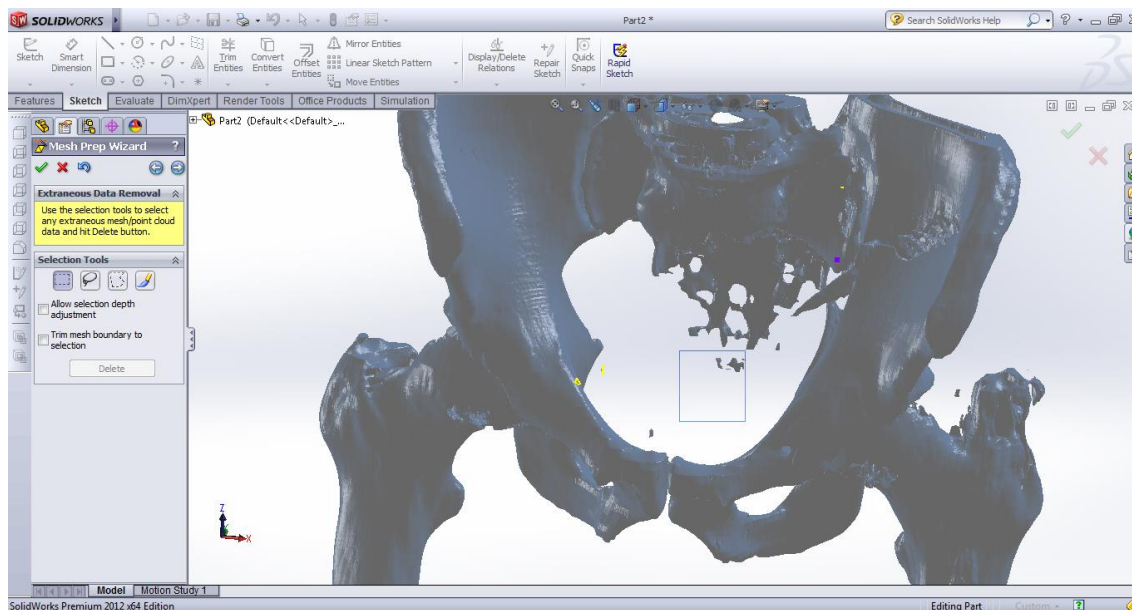 SOLIDWORKS
Part2 *
Search SolidWorks Help
Sketch
Smart
Dimension
Trim
Entities
Convert
Entities
Offset
Entities
Mirror Entities
Linear Sketch Pattern
Move Entities
Display/Delete
Relations
Repair
Sketch
Quick
Snaps
Rapid
Sketch
Features
Sketch
Evaluate
DimXpert
Render Tools
Office Products
Simulation
Part2 (Default<<Default>_...
Mesh Prep Wizard
?
Extraneous Data Removal
Use the selection tools to select
any extraneous mesh/point cloud
data and hit Delete button.
Selection Tools
Allow selection depth
adjustment
Trim mesh boundary to
selection
Delete
Z
X
Model
Motion Study 1
SolidWorks Premium 2012 x64 Edition
Editing Part
Custom